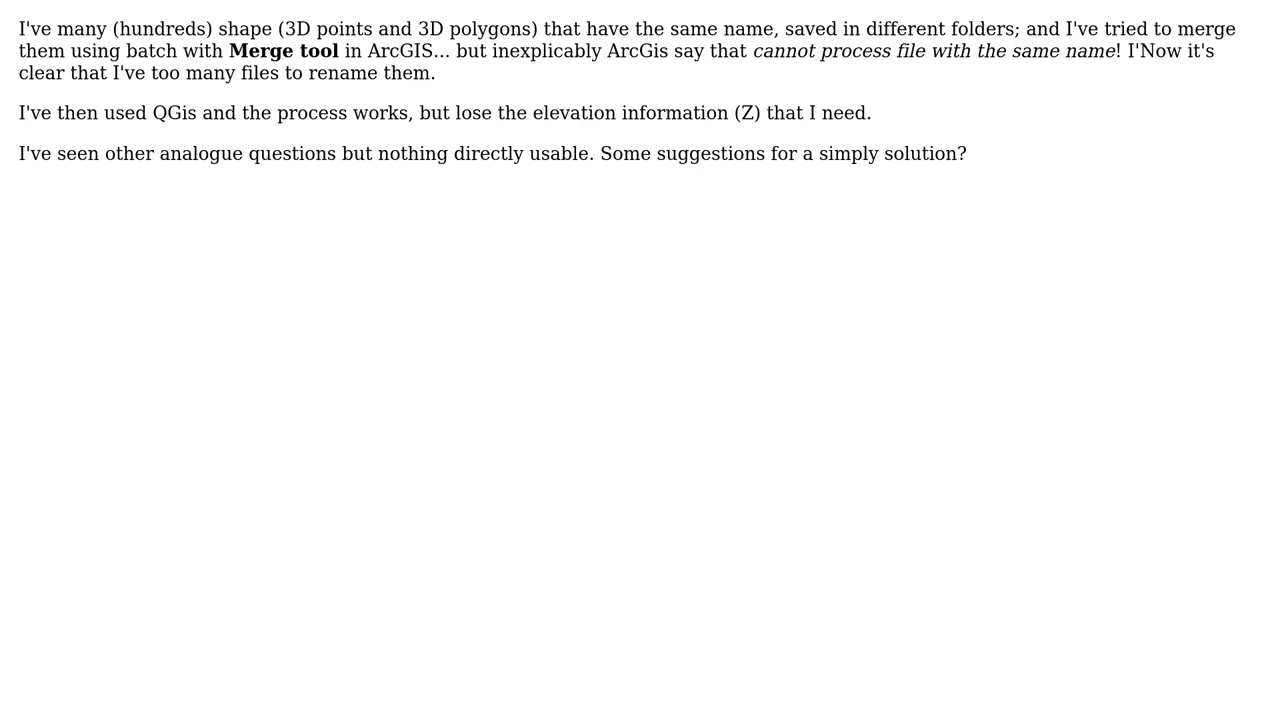 I've many (hundreds) shape (3D points and 3D polygons) that have the same name, saved in different folders; and I've tried to merge
them using batch with Merge tool in ArcGIS... but inexplicably ArcGis say that cannot process file with the same name! I'Now it's
clear that I've too many files to rename them.
I've then used QGis and the process works, but lose the elevation information (Z) that I need.
I've seen other analogue questions but nothing directly usable. Some suggestions for a simply solution?